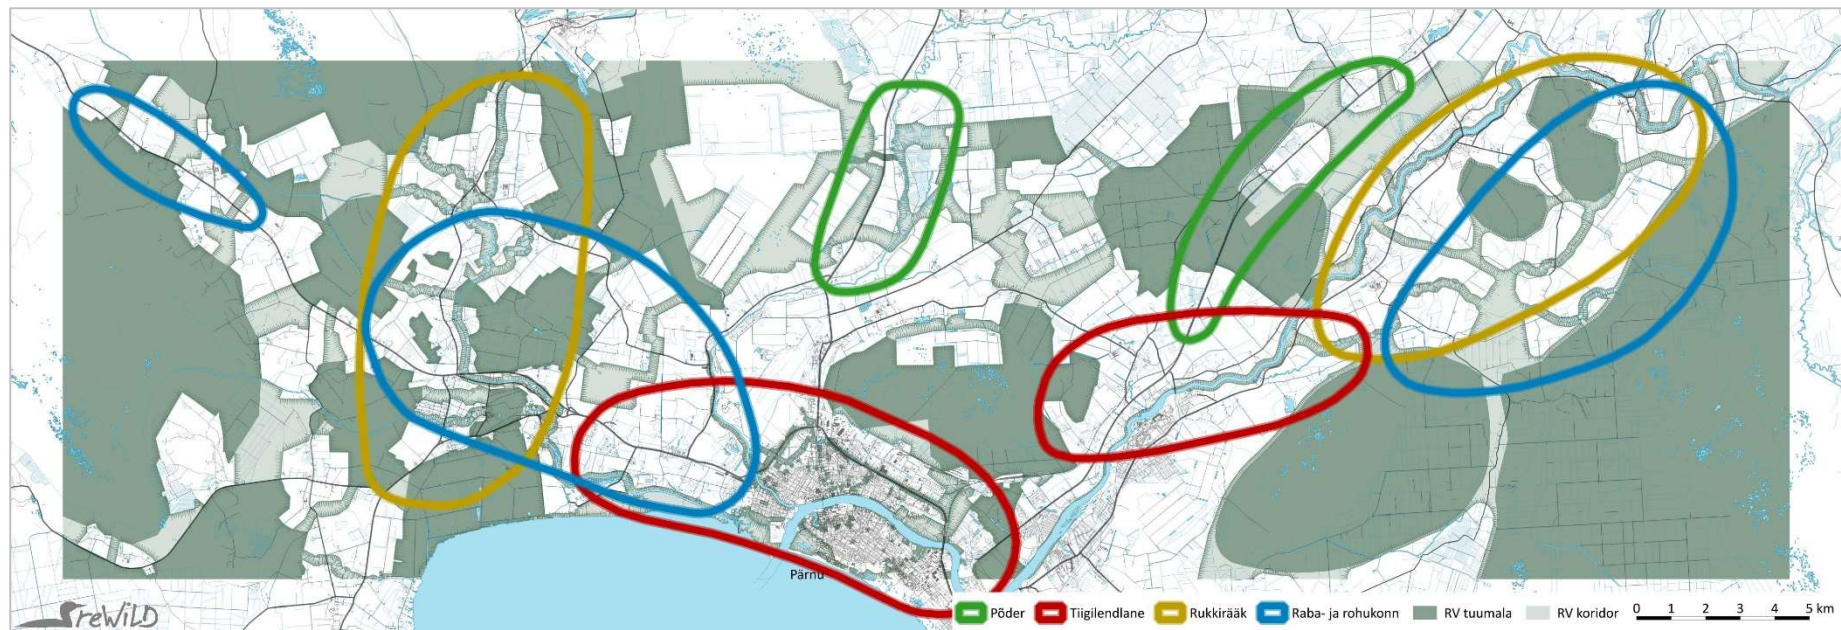 Pärnu
reWiLD
Põder Tiigilendlane Rukkirääk Raba- ja rohukonn RV tuumala RV koridor 0 1 2 3 4 5 km